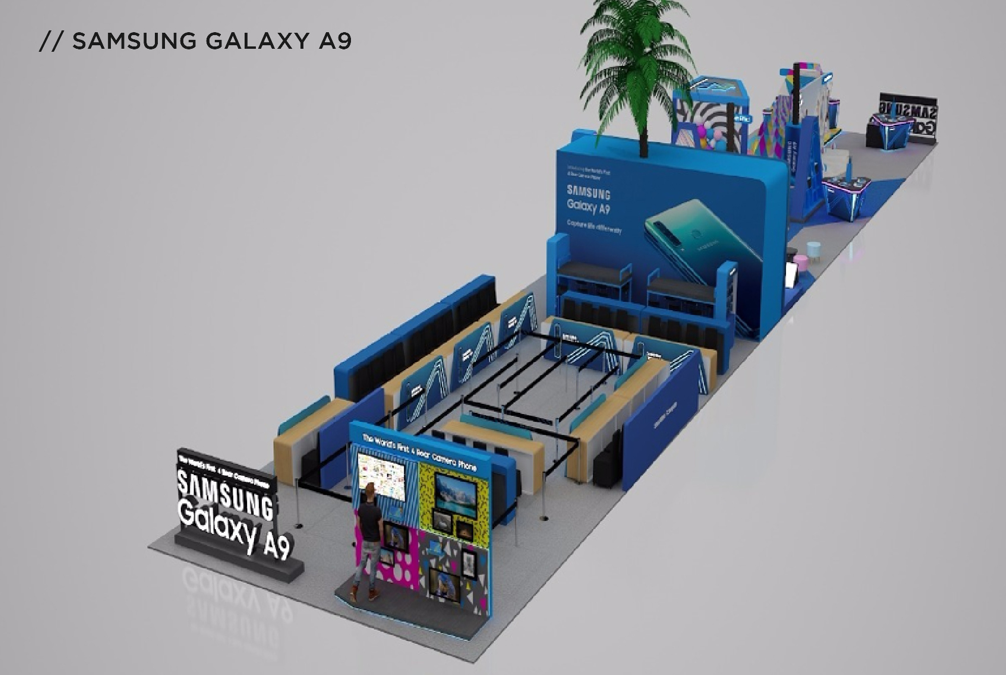 // SAMSUNG GALAXY A9
SAMSUNG
Galaxy A9
Capture life differently
The World's First 4 Rear Camera Phone
The World's First 4 Rear Camera Phone
SAMSUNG
Galaxy A9